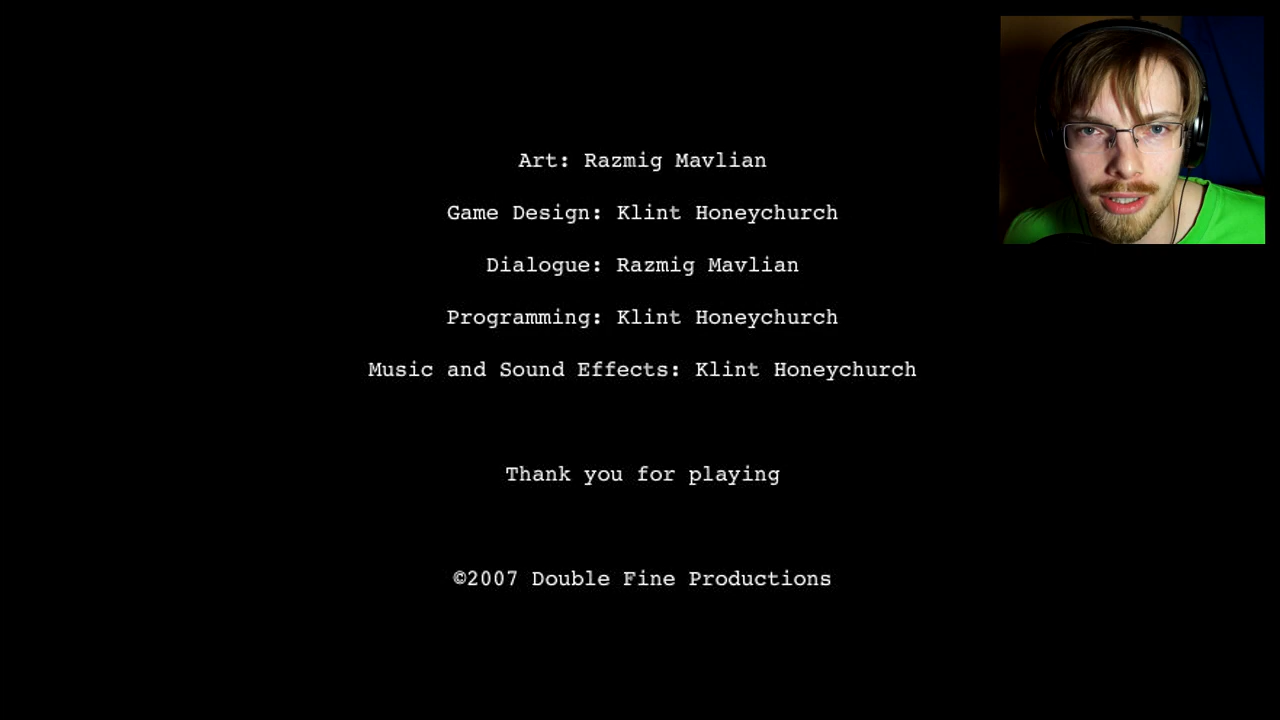 Art: Razmig Mavlian
Game Design: Klint Honeychurch
Dialogue: Razmig Mavlian
Programming: Klint Honeychurch
Music and Sound Effects: Klint Honeychurch
Thank you for playing
©2007 Double Fine Productions